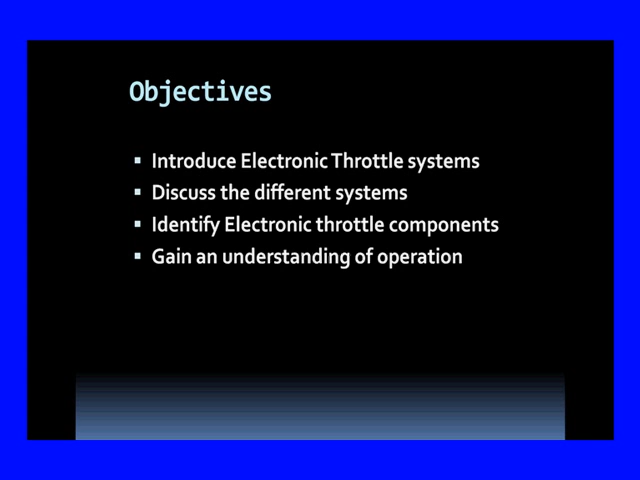 Objectives
▪ Introduce Electronic Throttle systems
▪ Discuss the different systems
▪ Identify Electronic throttle components
▪ Gain an understanding of operation